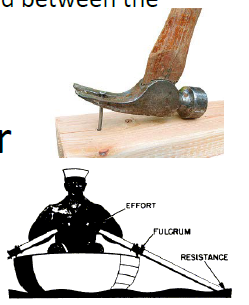 d between the
r
EFFORT
FULCRUM
RESISTANCE